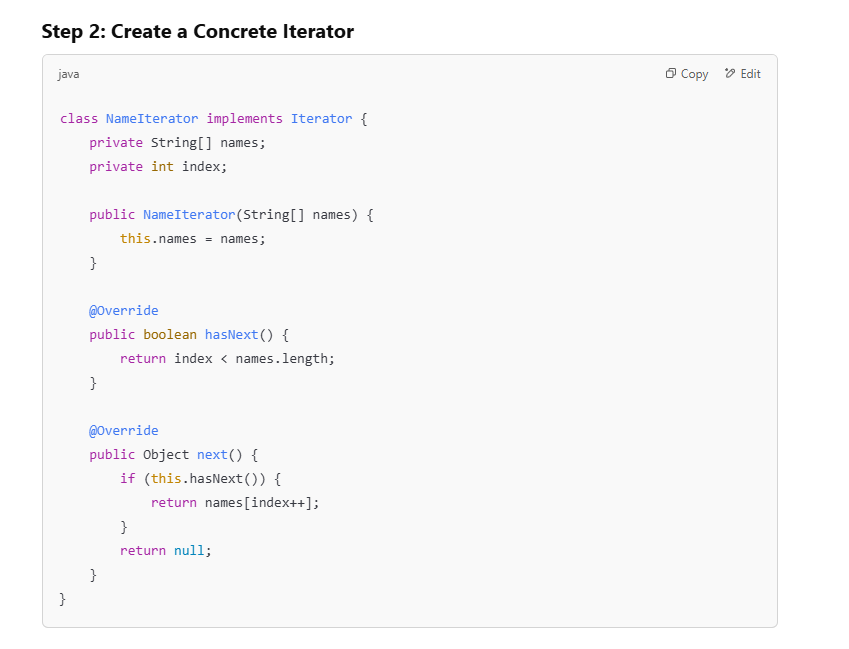 Step 2: Create a Concrete Iterator
java
Copy
Edit
class NameIterator implements Iterator {
    private String[] names;
    private int index;

    public NameIterator(String[] names) {
        this.names = names;
    }

    @Override
    public boolean hasNext() {
        return index < names.length;
    }

    @Override
    public Object next() {
        if (this.hasNext()) {
            return names[index++];
        }
        return null;
    }
}